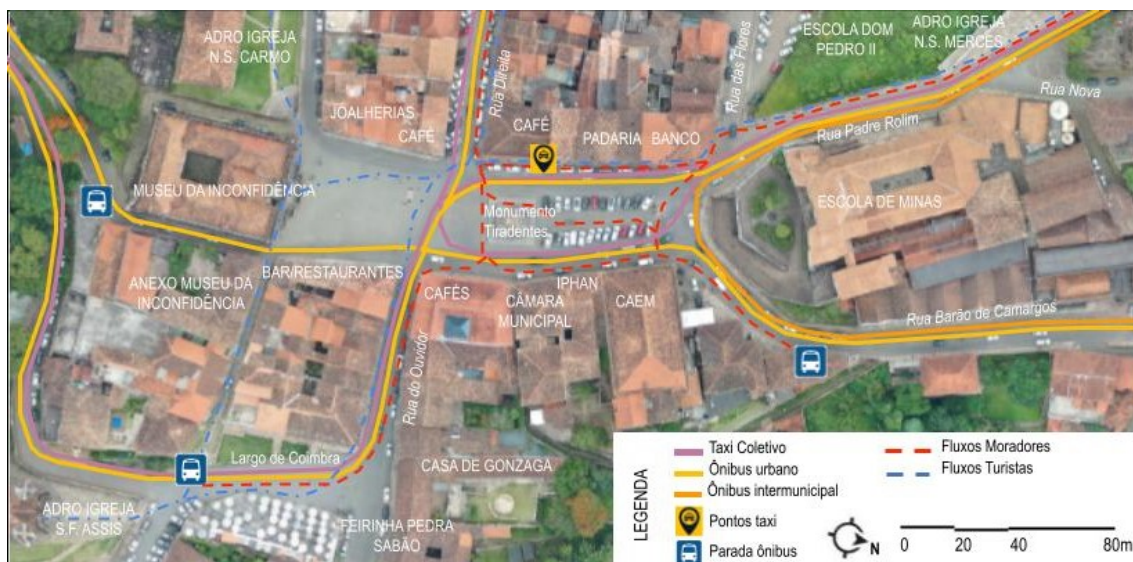 ADRO IGREJA
N.S. CARMO
JOALHERIAS
CAFÉ
Rua Direita
CAFÉ
PADARIA
BANCO
Rua das Flores
ESCOLA DOM
PEDRO II
ADRO IGREJA
N.S. MERCÊS
Rua Nova
Rua Padre Rolim
MUSEU DA INCONFIDÊNCIA
Monumento
Tiradentes
ESCOLA DE MINAS
ANEXO MUSEU DA
INCONFIDÊNCIA
BAR/RESTAURANTES
CAFÉS
CÂMARA
MUNICIPAL
IPHAN
CAEM
Rua Barão de Camargos
Rua do Ouvidor
Largo de Coimbra
CASA DE GONZAGA
ADRO IGREJA
S.F. ASSIS
FEIRINHA PEDRA
SABÃO
LEGENDA
Taxi Coletivo
Ônibus urbano
Ônibus intermunicipal
Pontos taxi
Parada ônibus
Fluxos Moradores
Fluxos Turistas
N
0 20 40 80m